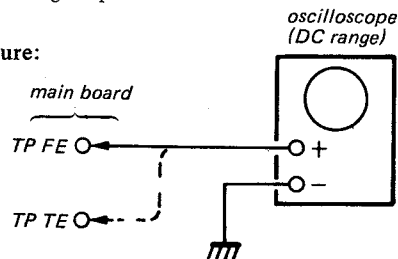 oscilloscope
(DC range)
ure:
main board
TP FE
+
−
TP TE